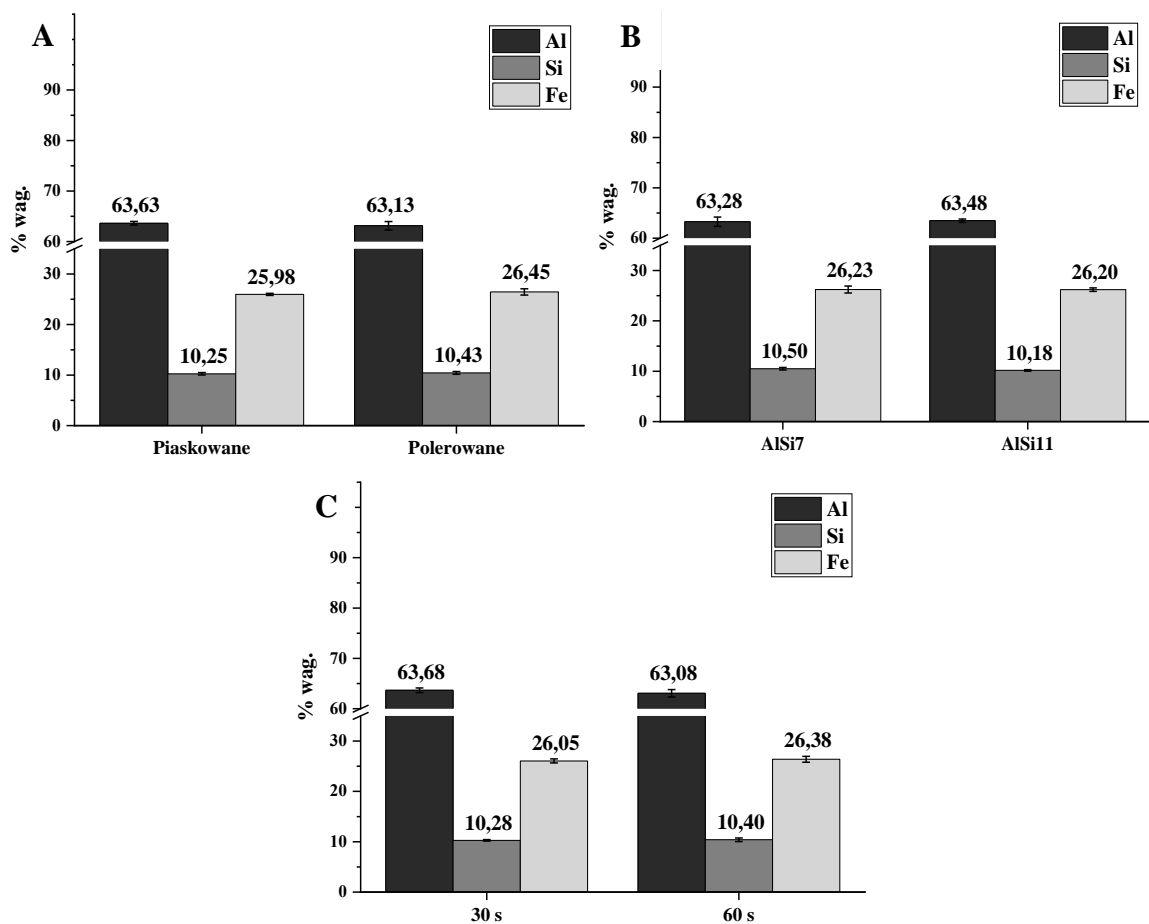 A
Al
Si
Fe
% wag.
90
80
70
60
30
20
10
0
63,63
10,25
25,98
63,13
10,43
26,45
Piaskowane
Polerowane
B
Al
Si
Fe
% wag.
90
80
70
60
30
20
10
0
63,28
10,50
26,23
63,48
10,18
26,20
AlSi7
AlSi11
C
Al
Si
Fe
% wag.
90
80
70
60
30
20
10
0
63,68
10,28
26,05
63,08
10,40
26,38
30 s
60 s